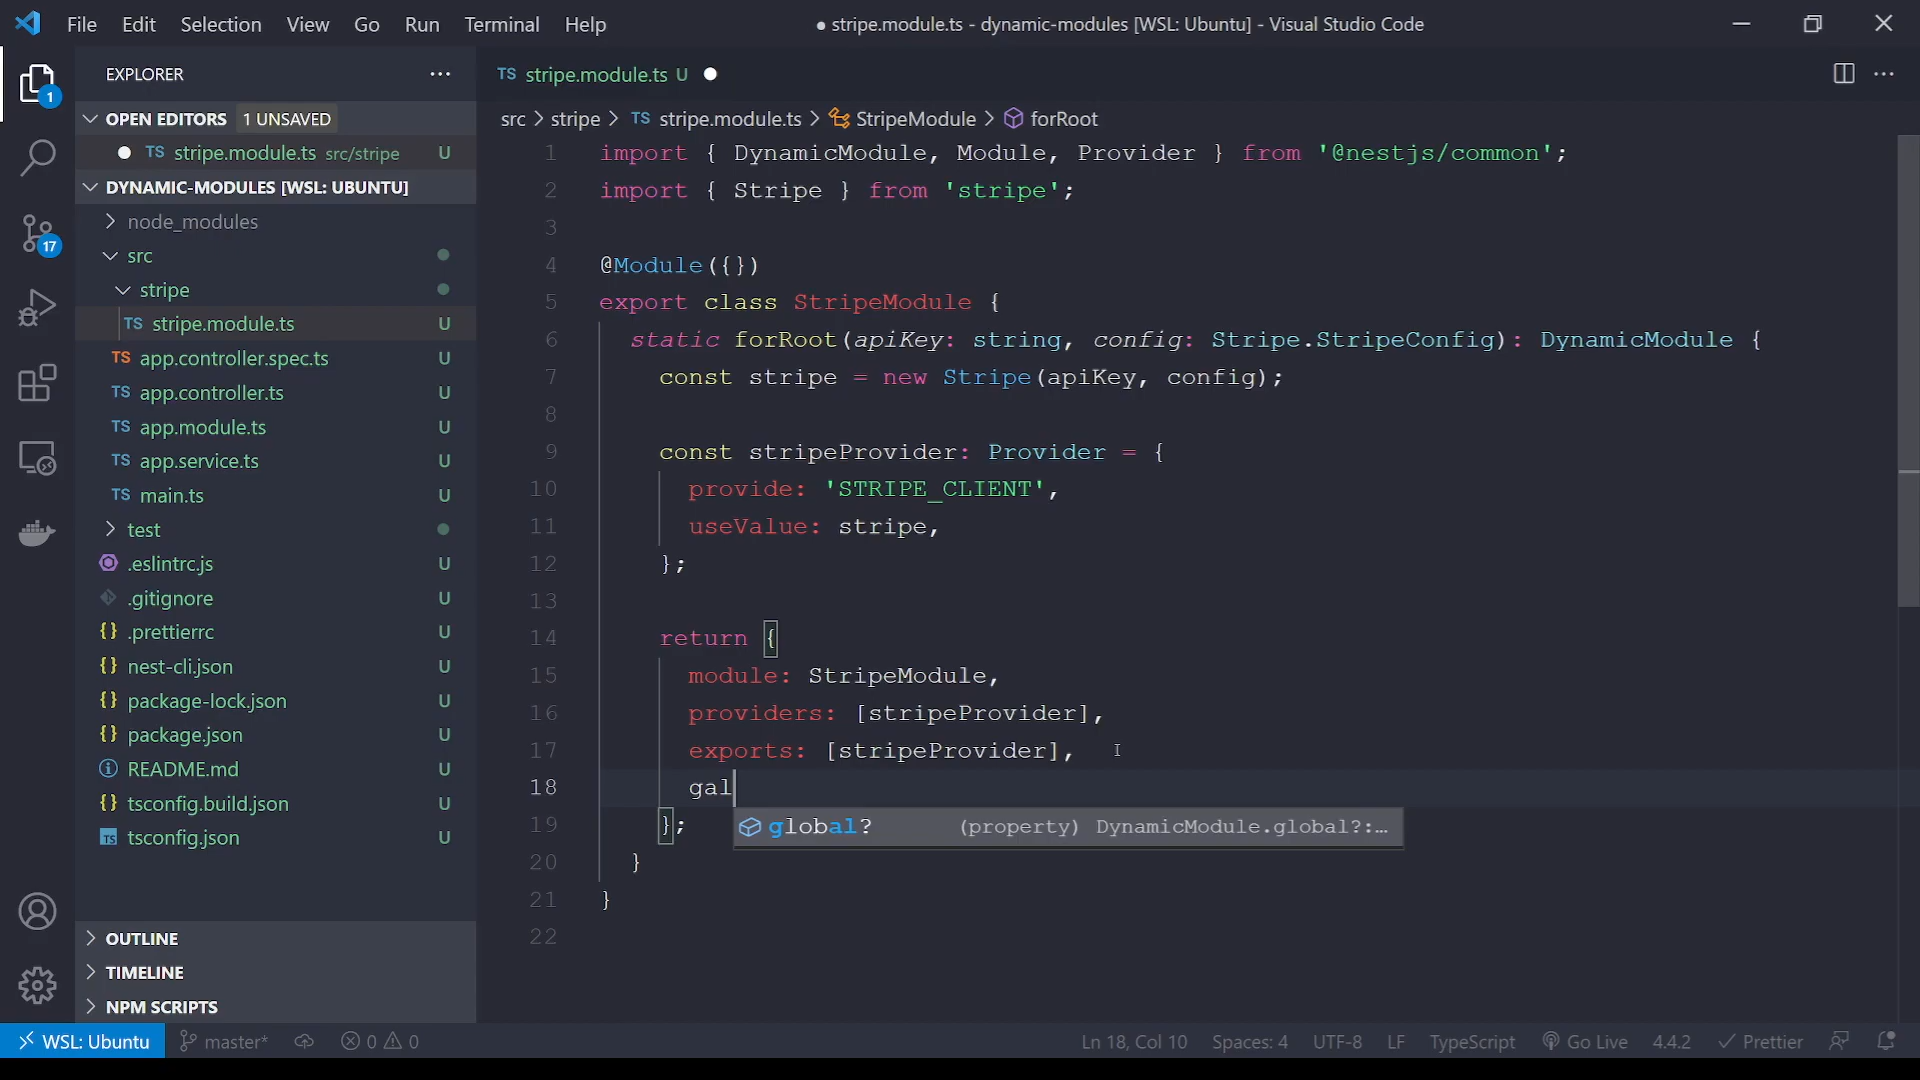 File Edit Selection View Go Run Terminal Help
● stripe.module.ts - dynamic-modules [WSL: Ubuntu] - Visual Studio Code
EXPLORER
TS stripe.module.ts U
OPEN EDITORS 1 UNSAVED
TS stripe.module.ts src/stripe U
DYNAMIC-MODULES [WSL: UBUNTU]
node_modules
src
stripe
TS stripe.module.ts U
TS app.controller.spec.ts U
TS app.controller.ts U
TS app.module.ts U
TS app.service.ts U
TS main.ts U
test
.eslintrc.js U
.gitignore U
{} .prettierrc U
{} nest-cli.json U
{} package-lock.json U
{} package.json U
README.md U
{} tsconfig.build.json U
TS tsconfig.json U
OUTLINE
TIMELINE
NPM SCRIPTS
1
17
src > stripe > TS stripe.module.ts > StripeModule > forRoot
1 import { DynamicModule, Module, Provider } from '@nestjs/common';
2 import { Stripe } from 'stripe';
3
4 @Module({})
5 export class StripeModule {
6 static forRoot(apiKey: string, config: Stripe.StripeConfig): DynamicModule {
7 const stripe = new Stripe(apiKey, config);
8
9 const stripeProvider: Provider = {
10 provide: 'STRIPE_CLIENT',
11 useValue: stripe,
12 };
13
14 return {
15 module: StripeModule,
16 providers: [stripeProvider],
17 exports: [stripeProvider],
18 gal
19 };
global? (property) DynamicModule.global?:…
20 }
21 }
22
WSL: Ubuntu master* 0 0 Ln 18, Col 10 Spaces: 4 UTF-8 LF TypeScript Go Live 4.4.2 Prettier